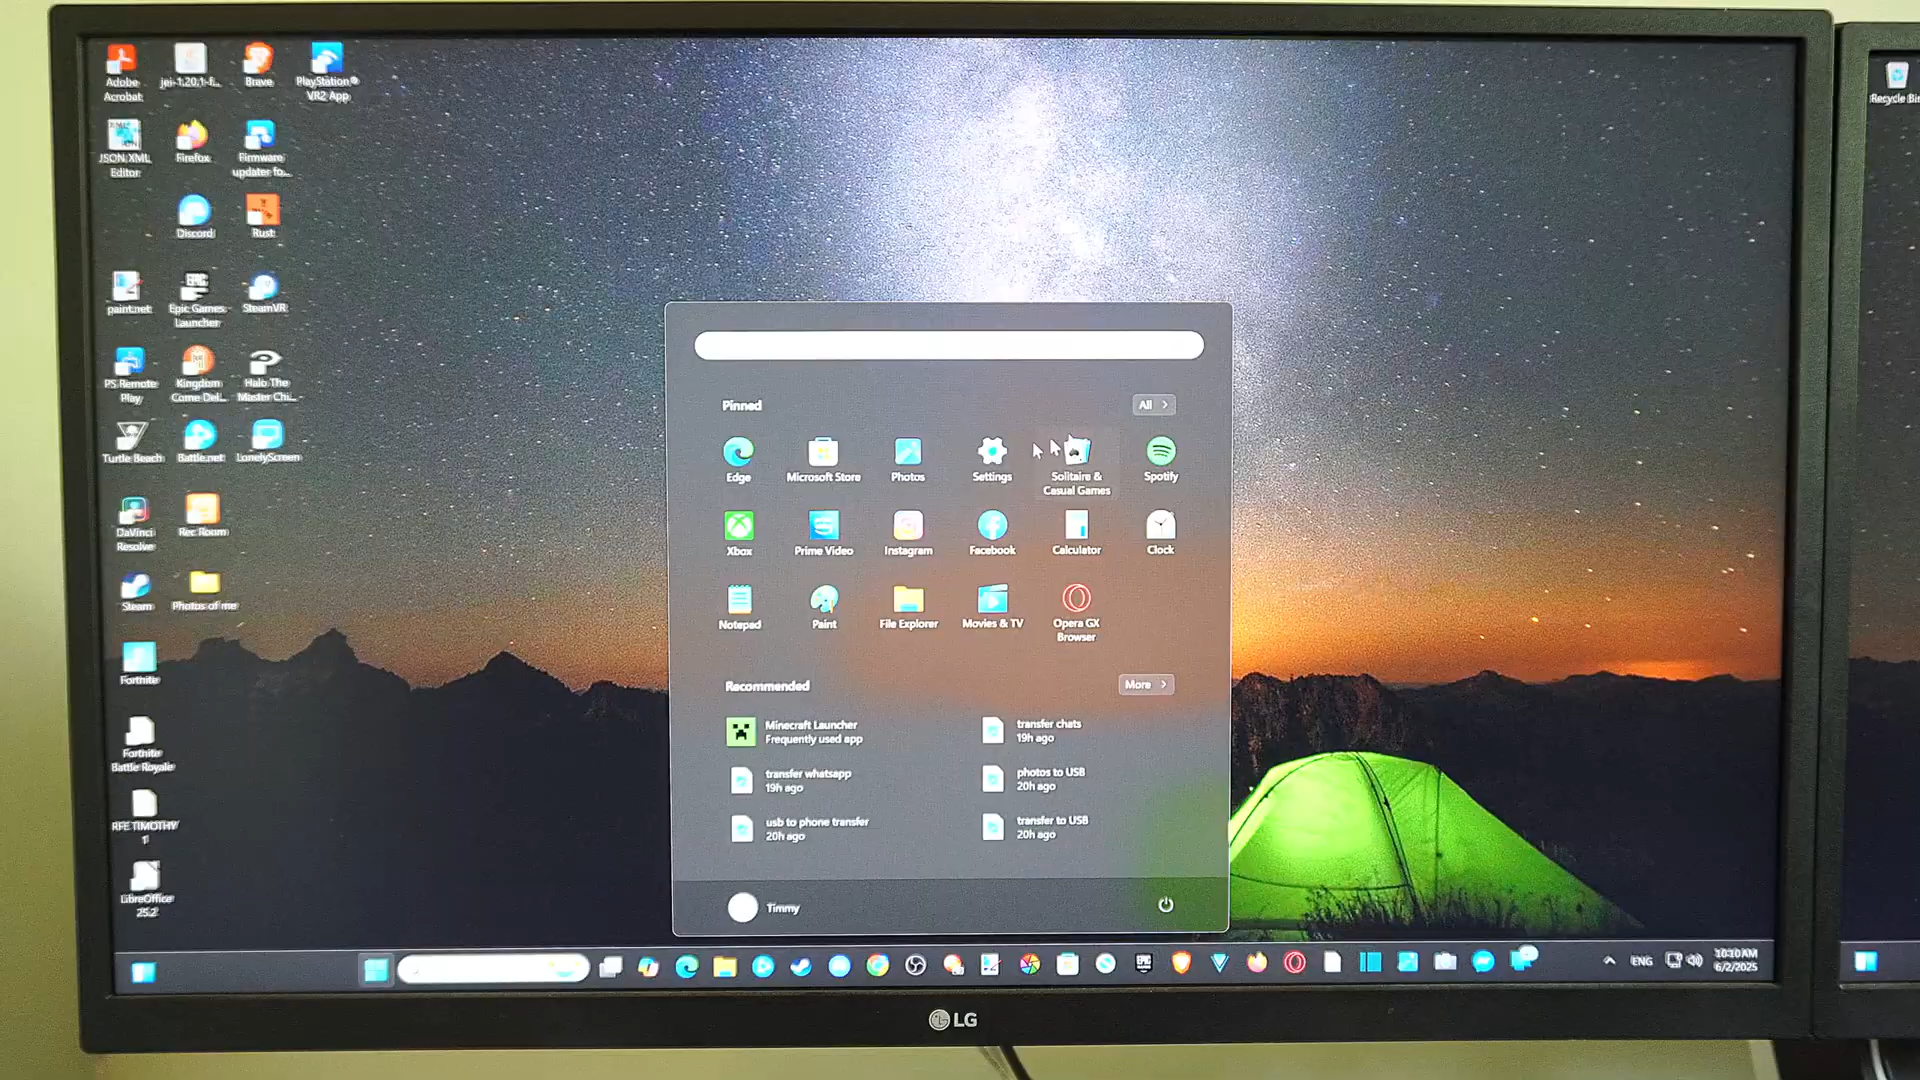 Adobe
Acrobat
jei-1.20.1-f...
Brave
PlayStation®
VR2 App
JSON XML
Editor
Firefox
Firmware
updater fo...
Discord
Rust
paint.net
Epic Games
Launcher
SteamVR
PS Remote
Play
Kingdom
Come Del...
Halo The
Master Chi...
Turtle Beach
Battle.net
LonelyScreen
DaVinci
Resolve
Rec Room
Steam
Photos of me
Fortnite
Fortnite
Battle Royale
RFE TIMOTHY
1
LibreOffice
25.2
Recycle Bin
Pinned
All >
Edge
Microsoft Store
Photos
Settings
Solitaire &
Casual Games
Spotify
Xbox
Prime Video
Instagram
Facebook
Calculator
Clock
Notepad
Paint
File Explorer
Movies & TV
Opera GX
Browser
Recommended
More >
Minecraft Launcher
Frequently used app
transfer chats
19h ago
transfer whatsapp
19h ago
photos to USB
20h ago
usb to phone transfer
20h ago
transfer to USB
20h ago
Timmy
EPIC
ENG
10:10 AM
6/2/2025
LG